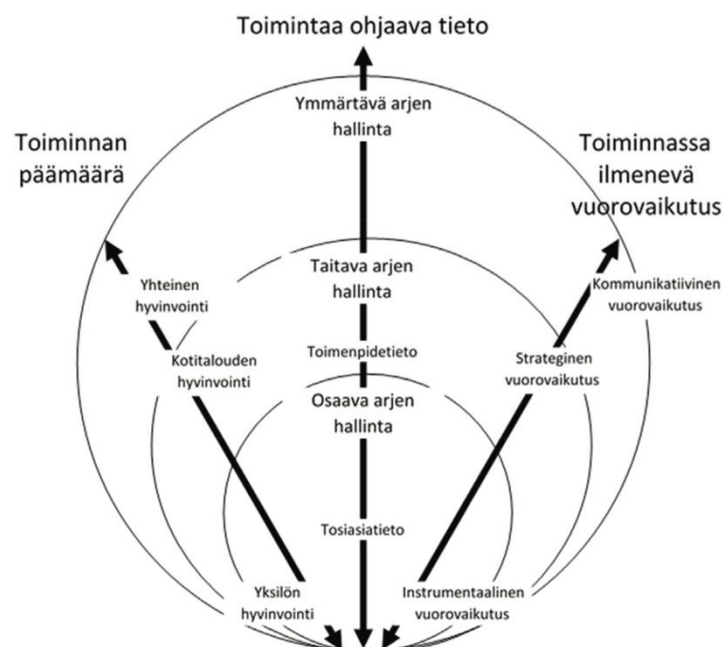 Toimintaa ohjaava tieto
Ymmärtävä arjen
hallinta
Toiminnan
päämäärä
Toiminnassa
ilmenevä
vuorovaikutus
Taitava arjen
hallinta
Yhteinen
hyvinvointi
Kommunikatiivinen
vuorovaikutus
Toimenpidetieto
Kotitalouden
hyvinvointi
Strateginen
vuorovaikutus
Osaava arjen
hallinta
Tosiasiatieto
Yksilön
hyvinvointi
Instrumentaalinen
vuorovaikutus